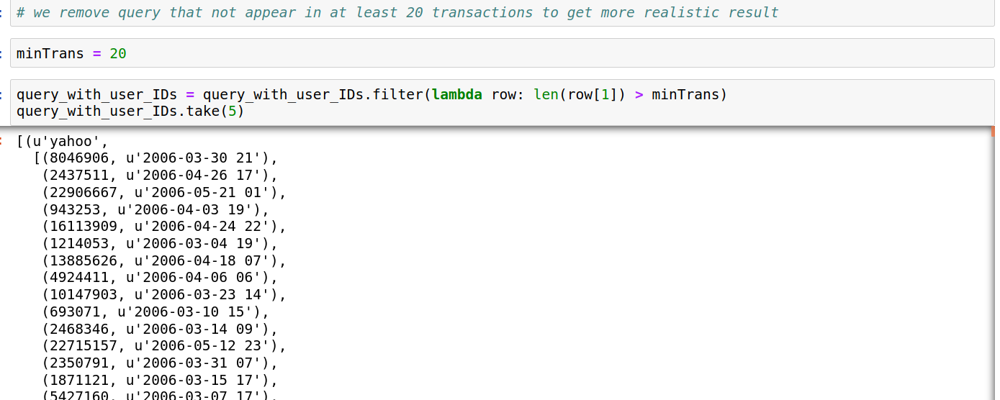 # we remove query that not appear in at least 20 transactions to get more realistic result
minTrans = 20
query_with_user_IDs = query_with_user_IDs.filter(lambda row: len(row[1]) > minTrans)
query_with_user_IDs.take(5)
[(u'yahoo',
[(8046906, u'2006-03-30 21'),
(2437511, u'2006-04-26 17'),
(22906667, u'2006-05-21 01'),
(943253, u'2006-04-03 19'),
(16113909, u'2006-04-24 22'),
(1214053, u'2006-03-04 19'),
(13885626, u'2006-04-18 07'),
(4924411, u'2006-04-06 06'),
(10147903, u'2006-03-23 14'),
(693071, u'2006-03-10 15'),
(2468346, u'2006-03-14 09'),
(22715157, u'2006-05-12 23'),
(2350791, u'2006-03-31 07'),
(1871121, u'2006-03-15 17'),
(5427160, u'2006-03-07 17'),